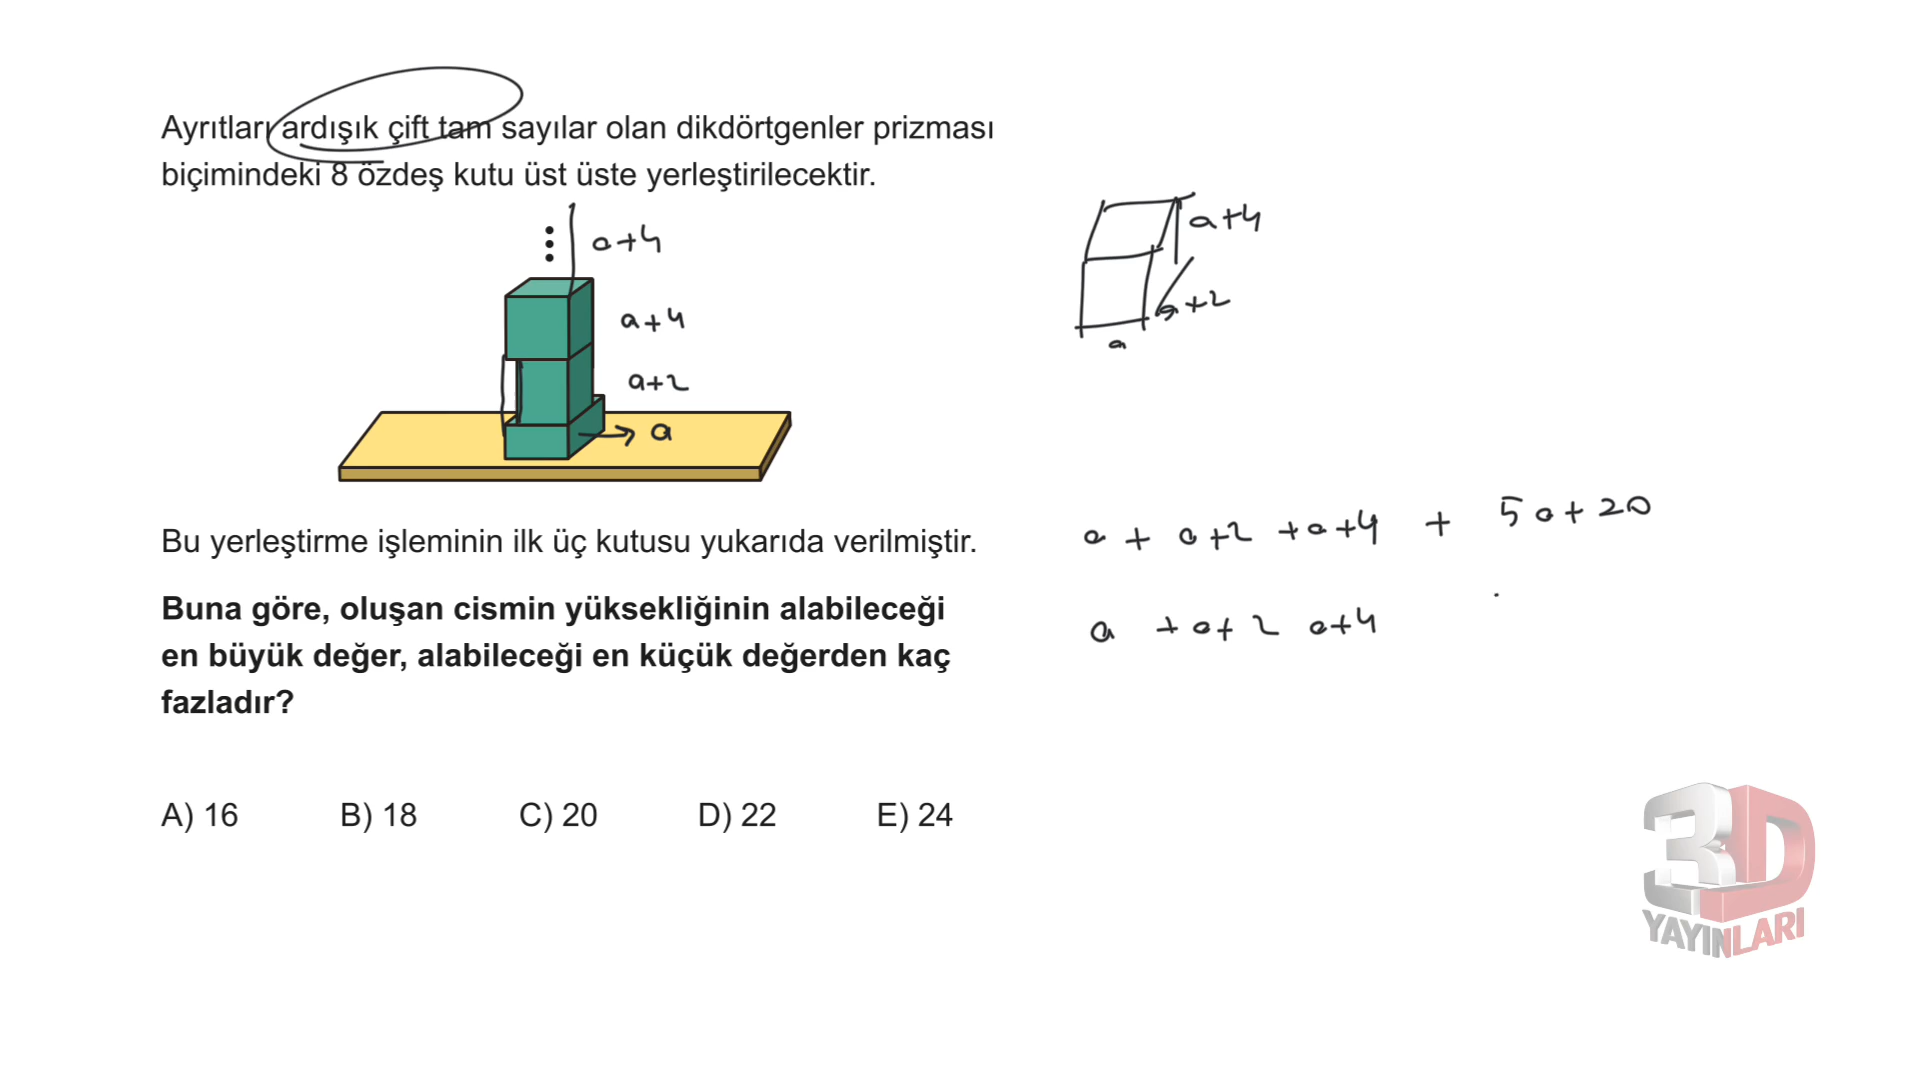 Ayrıtları ardışık çift tam sayılar olan dikdörtgenler prizması
biçimindeki 8 özdeş kutu üst üste yerleştirilecektir.
a+4
a+4
a+2
a
a+4
a+2
a
Bu yerleştirme işleminin ilk üç kutusu yukarıda verilmiştir.
Buna göre, oluşan cismin yüksekliğinin alabileceği
en büyük değer, alabileceği en küçük değerden kaç
fazladır?
a + a+2 +a+4 + 5a+20
a +a+2 a+4
A) 16 B) 18 C) 20 D) 22 E) 24
3D
YAYINLARI